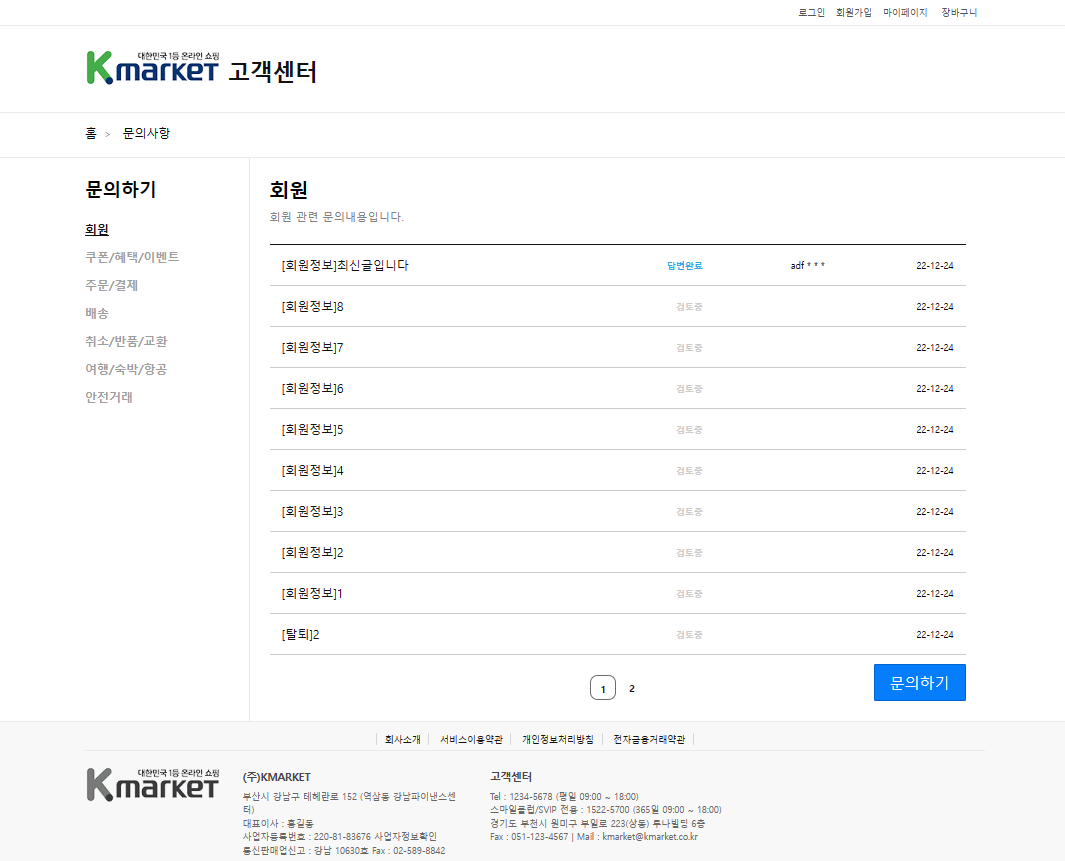 로그인 회원가입 마이페이지 장바구니
대한민국 1등 온라인 쇼핑
Kmarket 고객센터
홈 > 문의사항
문의하기
회원
쿠폰/혜택/이벤트
주문/결제
배송
취소/반품/교환
여행/숙박/항공
안전거래
회원
회원 관련 문의내용입니다.
[회원정보]최신글입니다 답변완료 adf * * * 22-12-24
[회원정보]8 검토중 22-12-24
[회원정보]7 검토중 22-12-24
[회원정보]6 검토중 22-12-24
[회원정보]5 검토중 22-12-24
[회원정보]4 검토중 22-12-24
[회원정보]3 검토중 22-12-24
[회원정보]2 검토중 22-12-24
[회원정보]1 검토중 22-12-24
[탈퇴]2 검토중 22-12-24
1 2
문의하기
회사소개 서비스이용약관 개인정보처리방침 전자금융거래약관
대한민국 1등 온라인 쇼핑
Kmarket
(주)KMARKET
부산시 강남구 테헤란로 152 (역삼동 강남파이낸스센
터)
대표이사 : 홍길동
사업자등록번호 : 220-81-83676 사업자정보확인
통신판매업신고 : 강남 10630호 Fax : 02-589-8842
고객센터
Tel : 1234-5678 (평일 09:00 ~ 18:00)
스마일클럽/SVIP 전용 : 1522-5700 (365일 09:00 ~ 18:00)
경기도 부천시 원미구 부일로 223(상동) 투나빌딩 6층
Fax : 051-123-4567 | Mail : kmarket@kmarket.co.kr